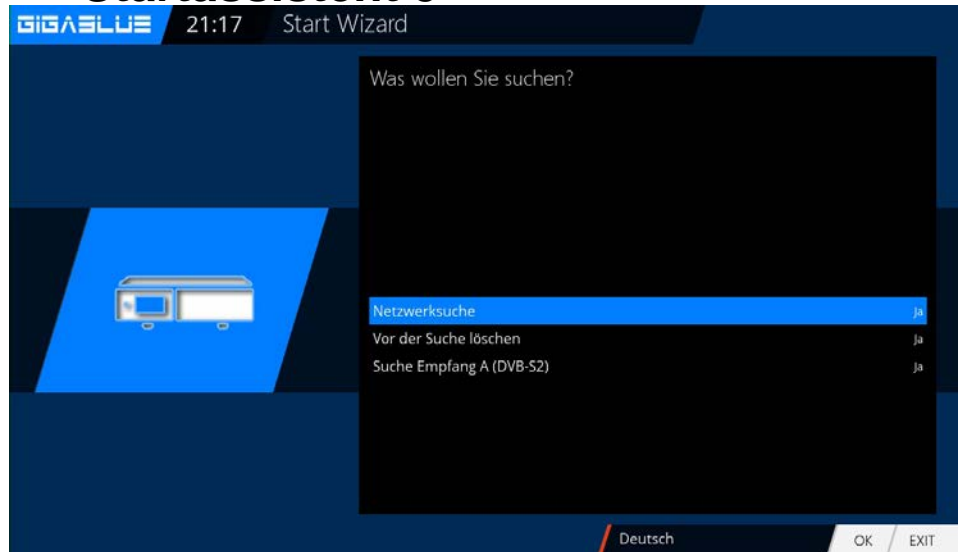 GIGABLUE 21:17 Start Wizard
Was wollen Sie suchen?
Netzwerksuche Ja
Vor der Suche löschen Ja
Suche Empfang A (DVB-S2) Ja
Deutsch OK EXIT